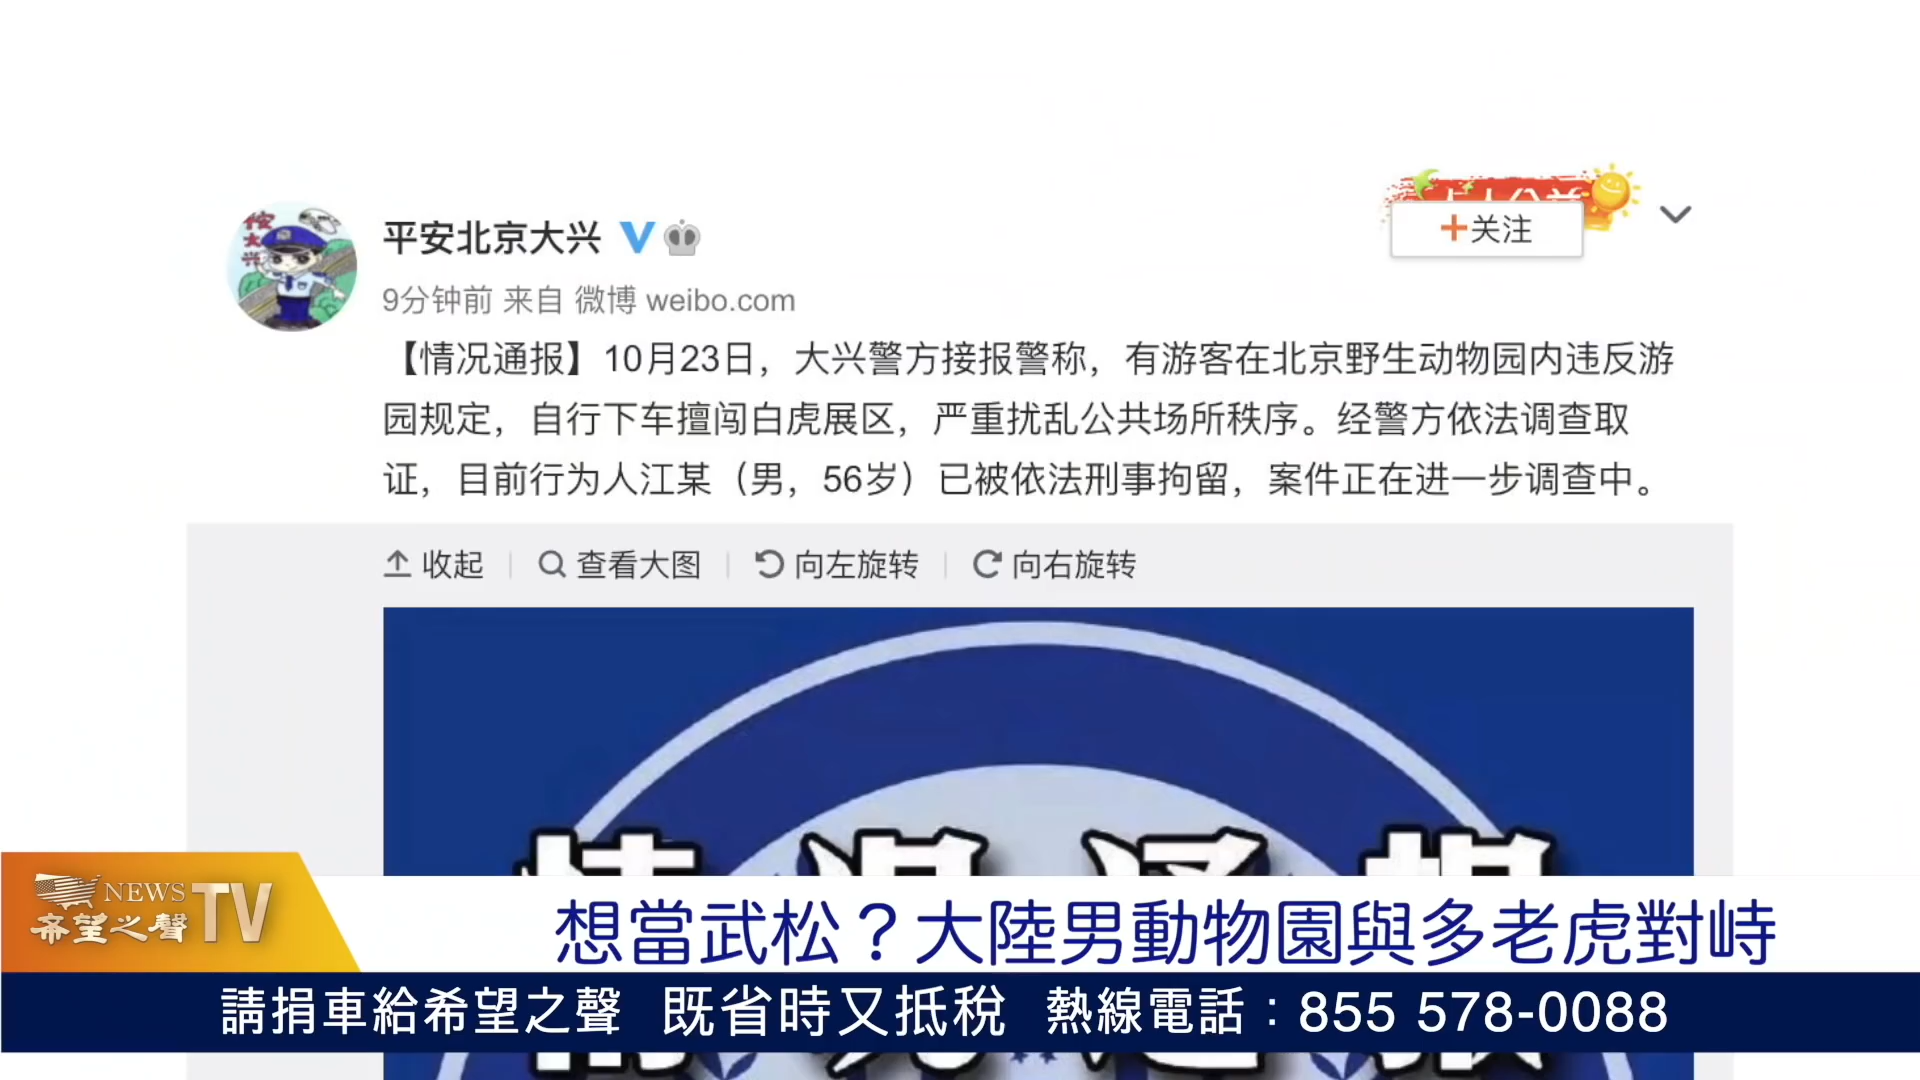 平安北京大兴
+关注
9分钟前 来自 微博 weibo.com
【情况通报】10月23日，大兴警方接报警称，有游客在北京野生动物园内违反游
园规定，自行下车擅闯白虎展区，严重扰乱公共场所秩序。经警方依法调查取
证，目前行为人江某（男，56岁）已被依法刑事拘留，案件正在进一步调查中。
收起 查看大图 向左旋转 向右旋转
情况通报
NEWS
希望之聲 TV
想當武松？大陸男動物園與多老虎對峙
請捐車給希望之聲 既省時又抵稅 熱線電話：855 578-0088